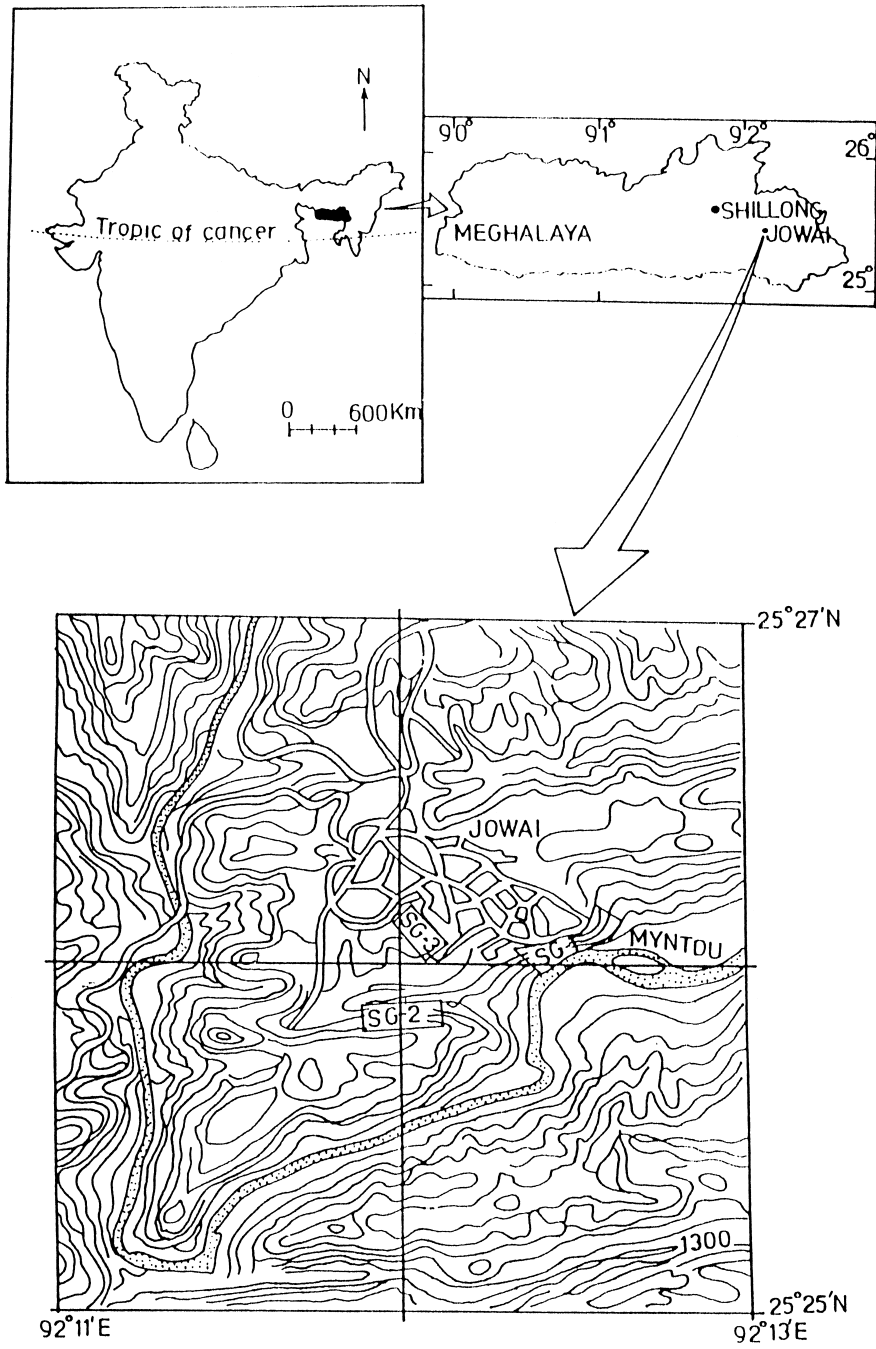 N
Tropic of cancer
0 600Km
90° 91° 92°
26°
SHILLONG
MEGHALAYA
JOWAI
25°
25°27'N
JOWAI
SG-3
SG-
MYNTDU
SG-2
1300
25°25'N
92°11'E
92°13'E